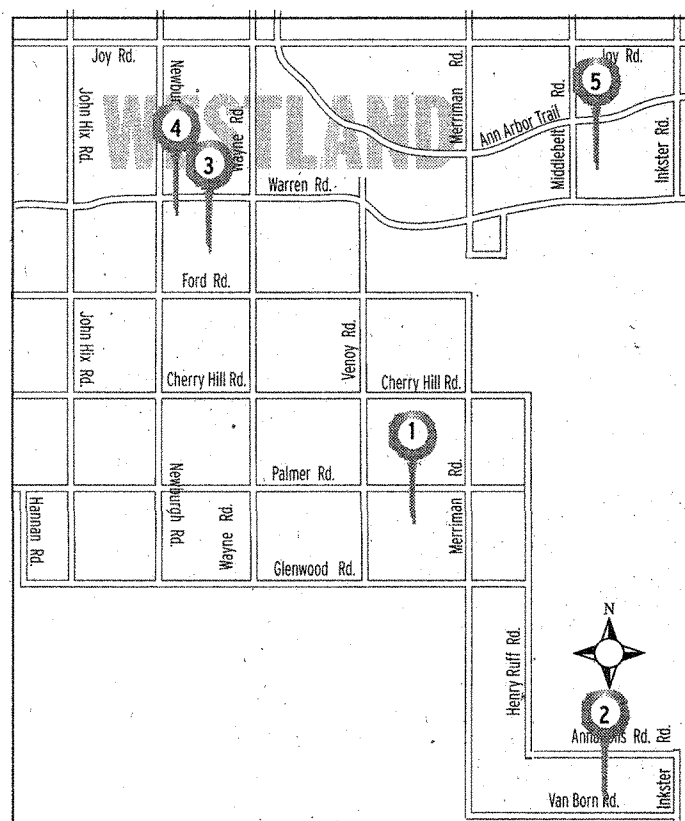 Joy Rd.
Joy Rd.
Newbu
Merriman
Rd.
5
Rd.
John Hix Rd.
WESTLAND
Wayne Rd.
4
Ann Arbor Trail
Middlebelt
Inkster Rd.
3
Warren Rd.
Ford Rd.
John Hix Rd.
Venoy Rd.
Cherry Hill Rd.
Cherry Hill Rd.
1
Palmer Rd.
Rd.
Hannan Rd.
Newburgh Rd.
Wayne Rd.
Merriman
Glenwood Rd.
N
Henry Ruff Rd.
2
Rd.
Rd.
Van Born Rd.
Inkster